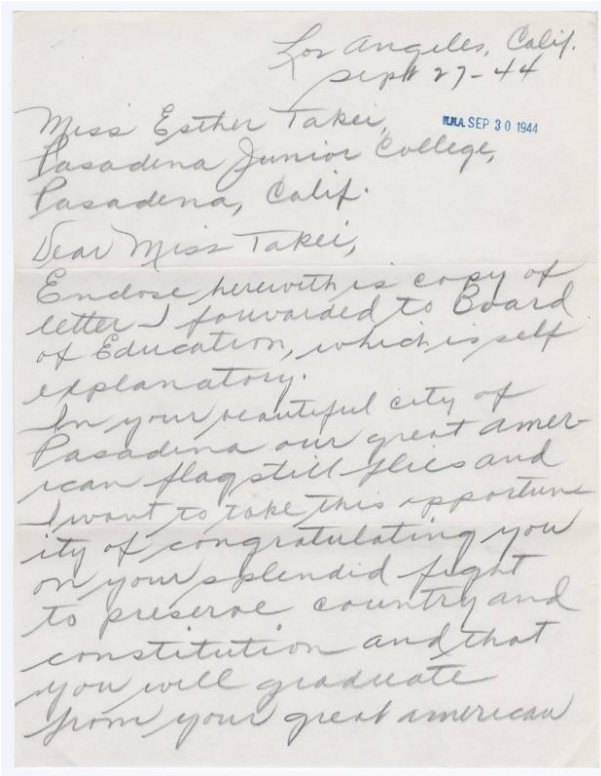 Los Angeles, Calif.
Sept 27-44
Miss Esther Takei,
W.R.A. SEP 30 1944
Pasadena Junior College,
Pasadena, Calif.
Dear Miss Takei,
Enclose herewith is copy of
letter I fouvarded to Board
of Education, which is self
explanatory.
In your beautiful city of
Pasadena our great amer-
ican flag still flies and
I want to take this opportun
ity of congratulating you
on your splendid fight
to preserve country and
constitution and that
you will graduate
from your great american